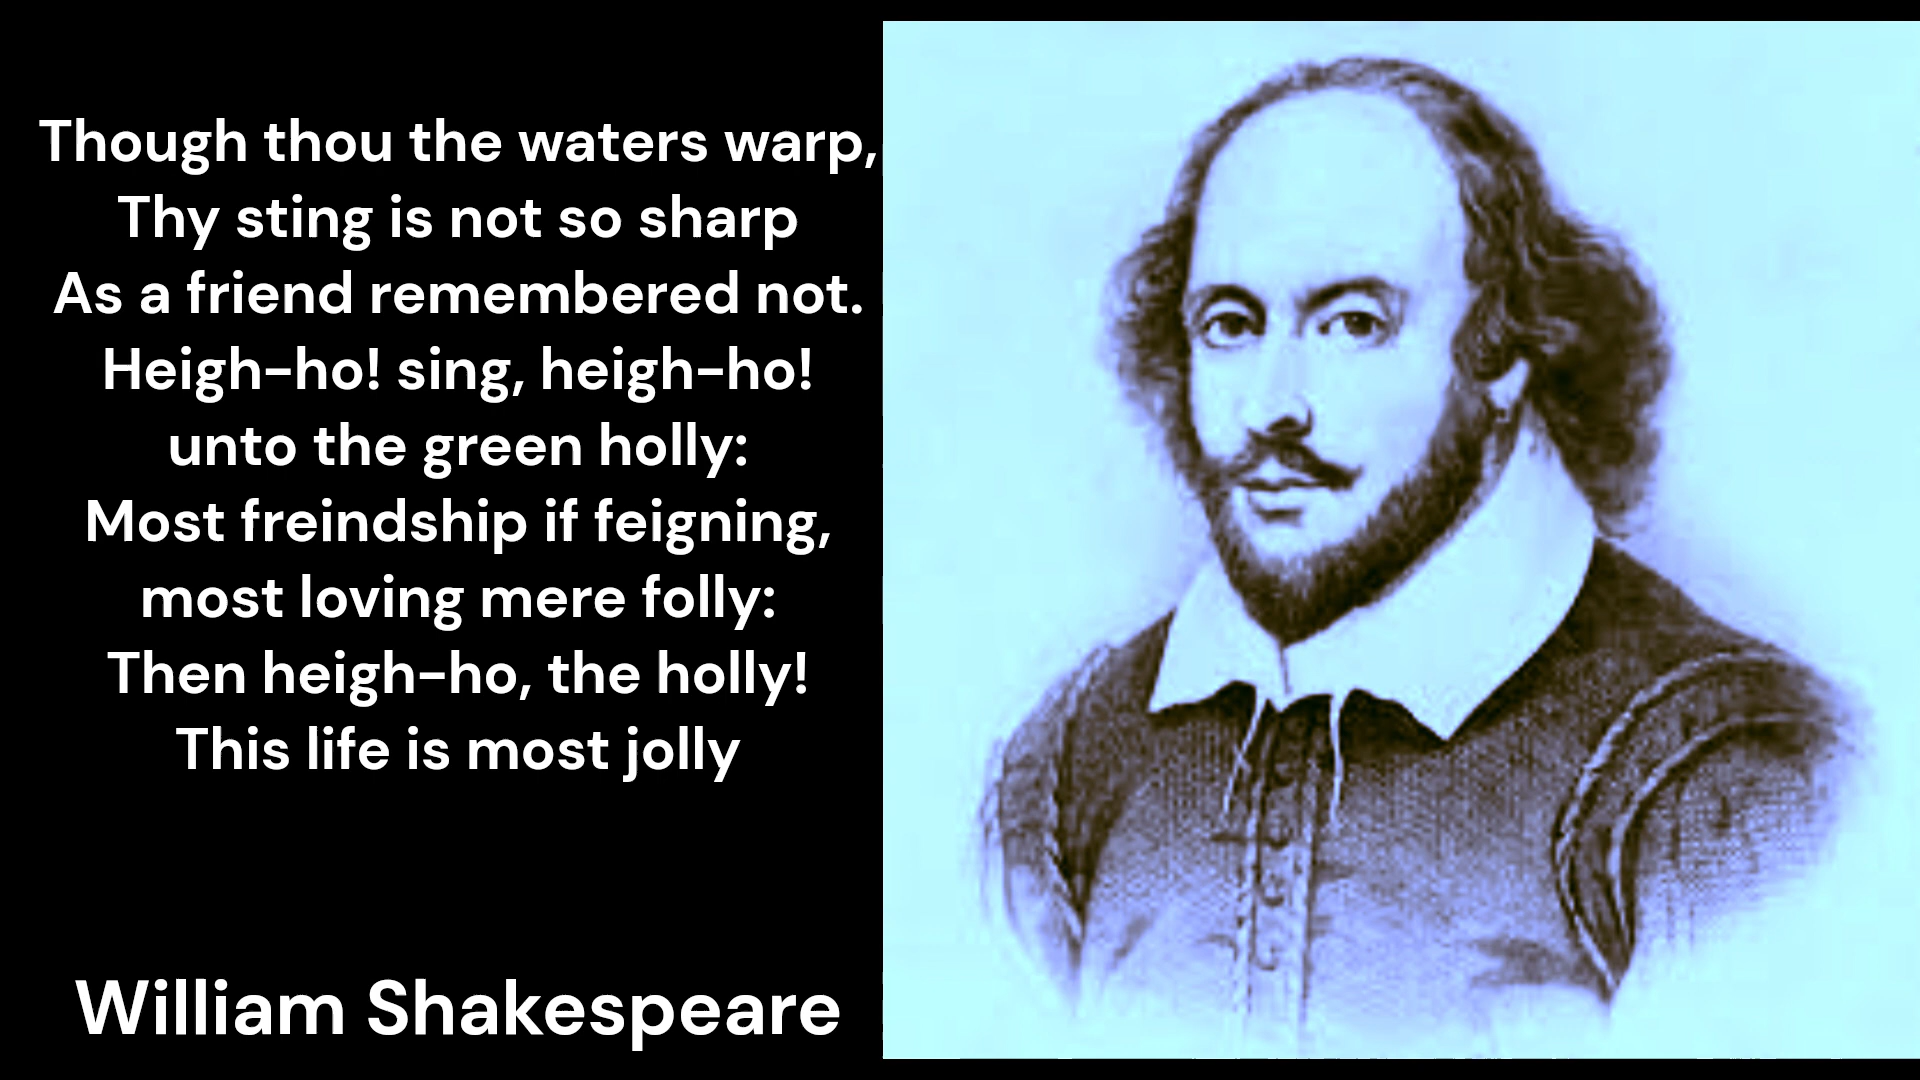 Though thou the waters warp,
Thy sting is not so sharp
As a friend remembered not.
Heigh-ho! sing, heigh-ho!
unto the green holly:
Most freindship if feigning,
most loving mere folly:
Then heigh-ho, the holly!
This life is most jolly
William Shakespeare